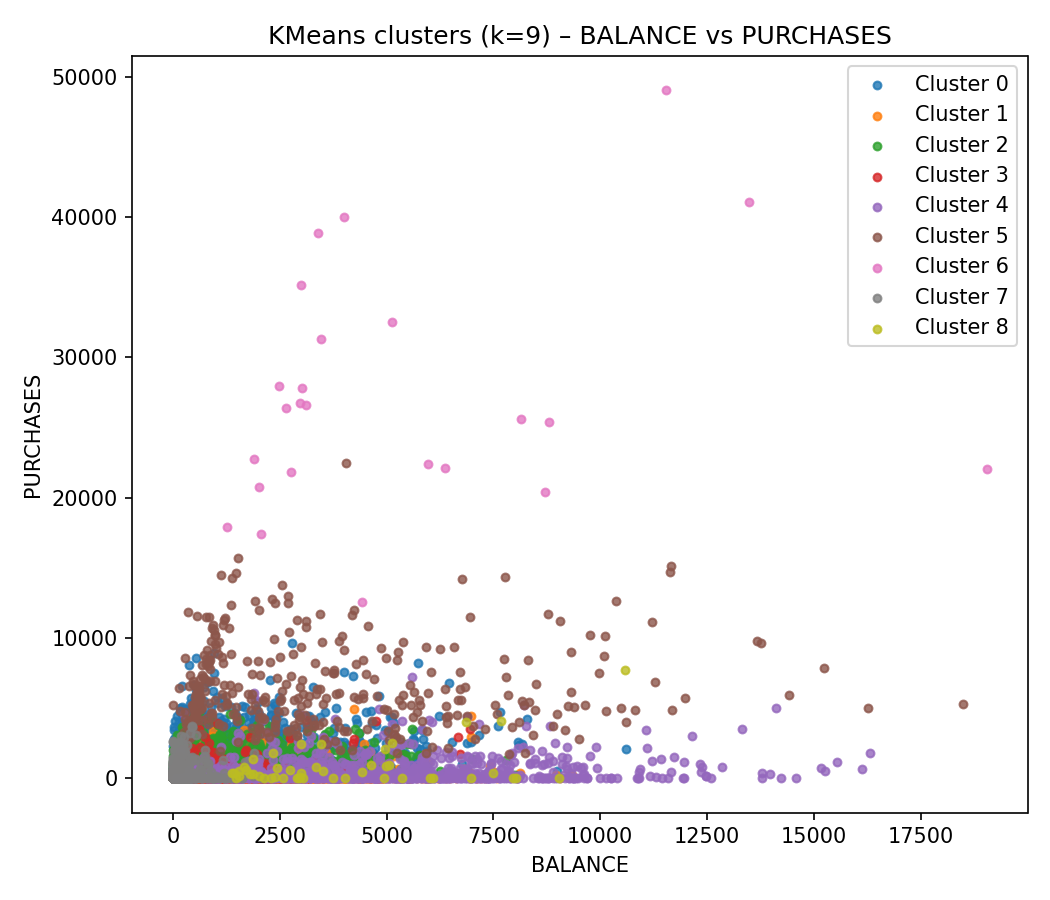 KMeans clusters (k=9) – BALANCE vs PURCHASES
50000
40000
30000
20000
10000
0
PURCHASES
Cluster 0
Cluster 1
Cluster 2
Cluster 3
Cluster 4
Cluster 5
Cluster 6
Cluster 7
Cluster 8
0 2500 5000 7500 10000 12500 15000 17500
BALANCE